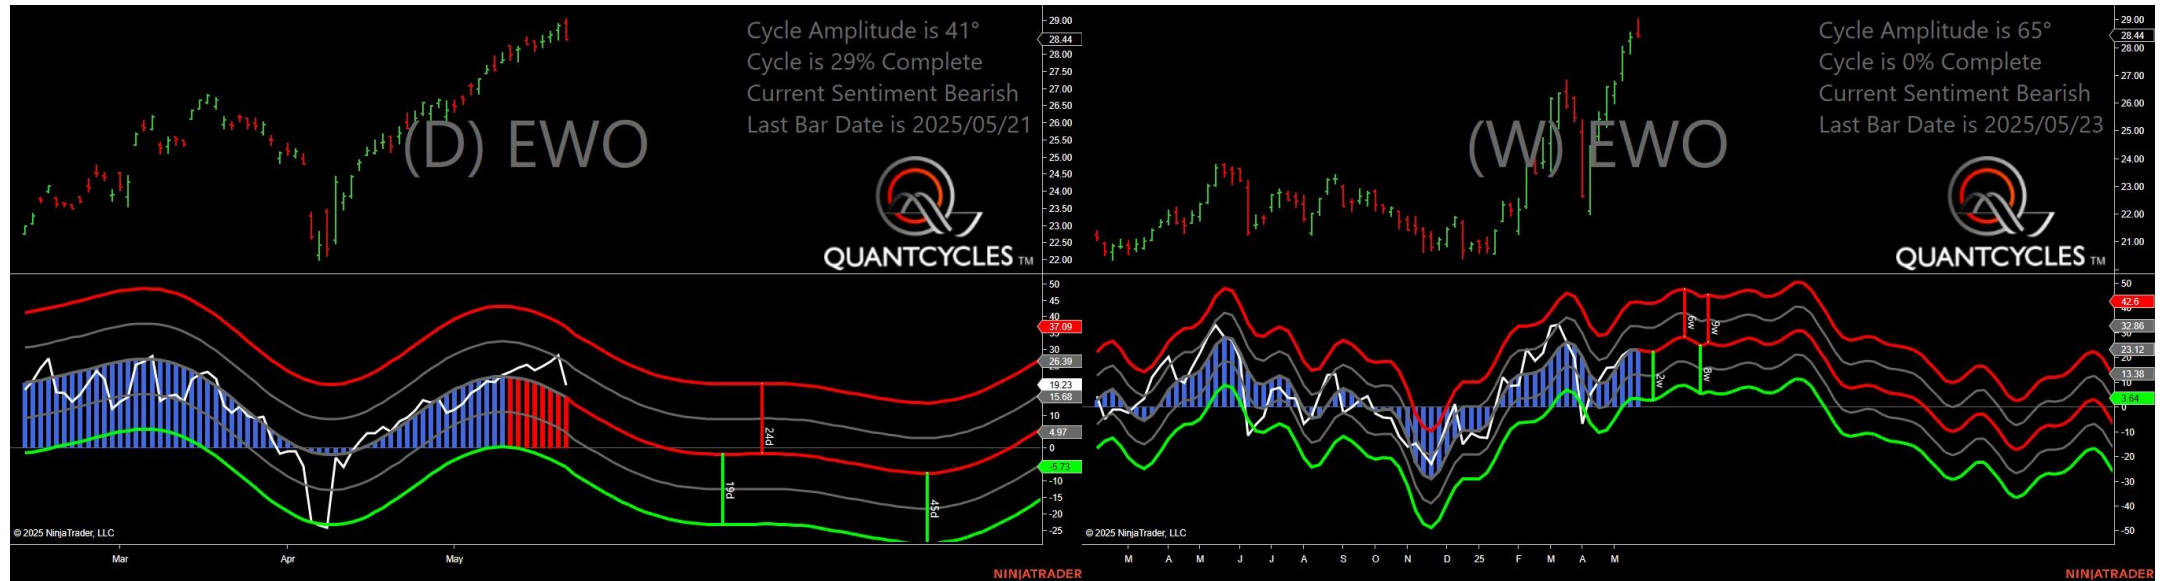 Cycle Amplitude is 41°
Cycle is 29% Complete
Current Sentiment Bearish
Last Bar Date is 2025/05/21
(D) EWO
QUANTCYCLES TM
29.00
28.44
28.00
27.50
27.00
26.50
26.00
25.50
25.00
24.50
24.00
23.50
23.00
22.50
22.00
50
45
40
37.09
30
26.39
19.23
15.68
10
4.97
0
-5.73
-10
-15
-20
-25
24d
19d
45d
© 2025 NinjaTrader, LLC
Mar
Apr
May
NINJATRADER
Cycle Amplitude is 65°
Cycle is 0% Complete
Current Sentiment Bearish
Last Bar Date is 2025/05/23
(W) EWO
QUANTCYCLES TM
29.00
28.44
28.00
27.00
26.00
25.00
24.00
23.00
22.00
21.00
50
42.6
32.86
23.12
20
13.38
10
3.64
0
-10
-20
-30
-40
-50
6w
9w
2w
8w
© 2025 NinjaTrader, LLC
M A M J J A S O N D 25 F M A M
NINJATRADER